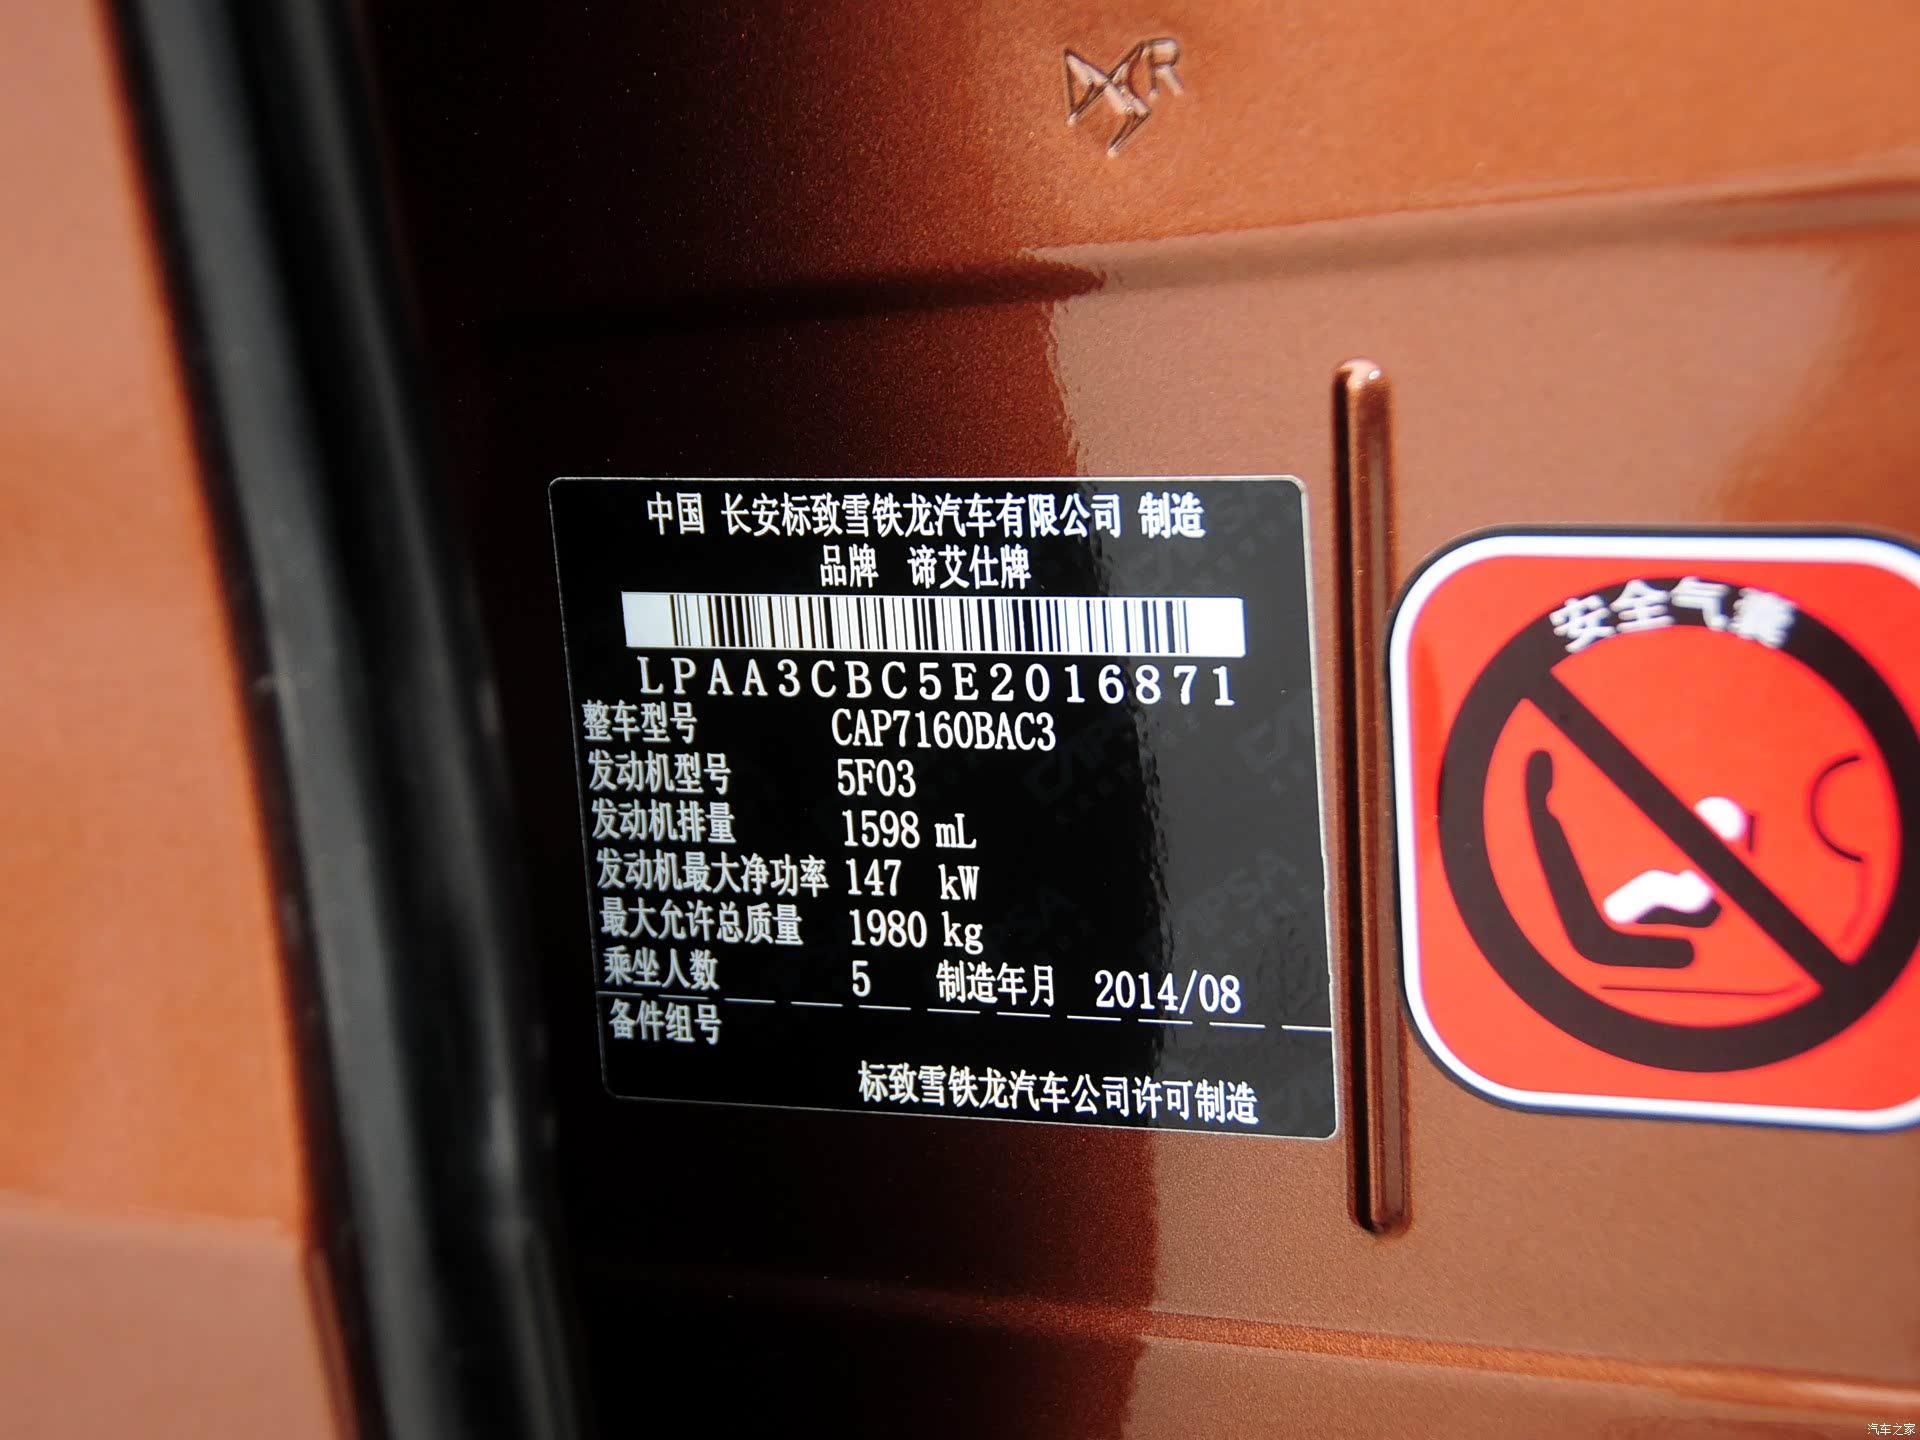 中国 长安标致雪铁龙汽车有限公司 制造
品牌 谛艾仕牌
LPAA3CBC5E2016871
整车型号 CAP7160BAC3
发动机型号 5F03
发动机排量 1598 mL
发动机最大净功率 147 kW
最大允许总质量 1980 kg
乘坐人数 5 制造年月 2014/08
备件组号
标致雪铁龙汽车公司许可制造
安全气囊
汽车之家